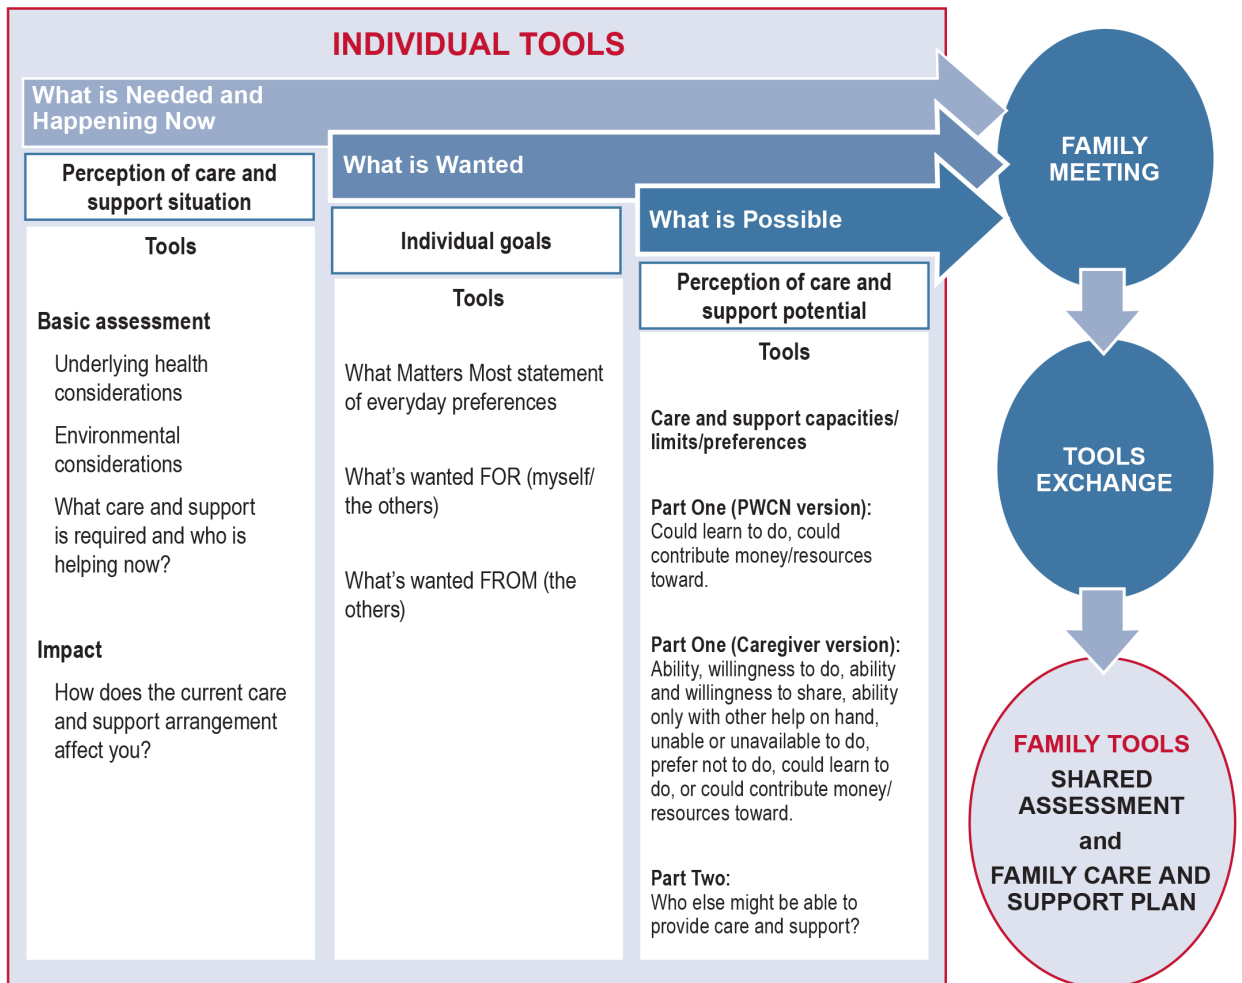 INDIVIDUAL TOOLS
What is Needed and
Happening Now
Perception of care and
support situation
Tools
Basic assessment
Underlying health
considerations
Environmental
considerations
What care and support
is required and who is
helping now?
Impact
How does the current care
and support arrangement
affect you?
What is Wanted
Individual goals
Tools
What Matters Most statement
of everyday preferences
What’s wanted FOR (myself/
the others)
What’s wanted FROM (the
others)
What is Possible
Perception of care and
support potential
Tools
Care and support capacities/
limits/preferences
Part One (PWCN version):
Could learn to do, could
contribute money/resources
toward.
Part One (Caregiver version):
Ability, willingness to do, ability
and willingness to share, ability
only with other help on hand,
unable or unavailable to do,
prefer not to do, could learn to
do, or could contribute money/
resources toward.
Part Two:
Who else might be able to
provide care and support?
FAMILY
MEETING
TOOLS
EXCHANGE
FAMILY TOOLS
SHARED
ASSESSMENT
and
FAMILY CARE AND
SUPPORT PLAN